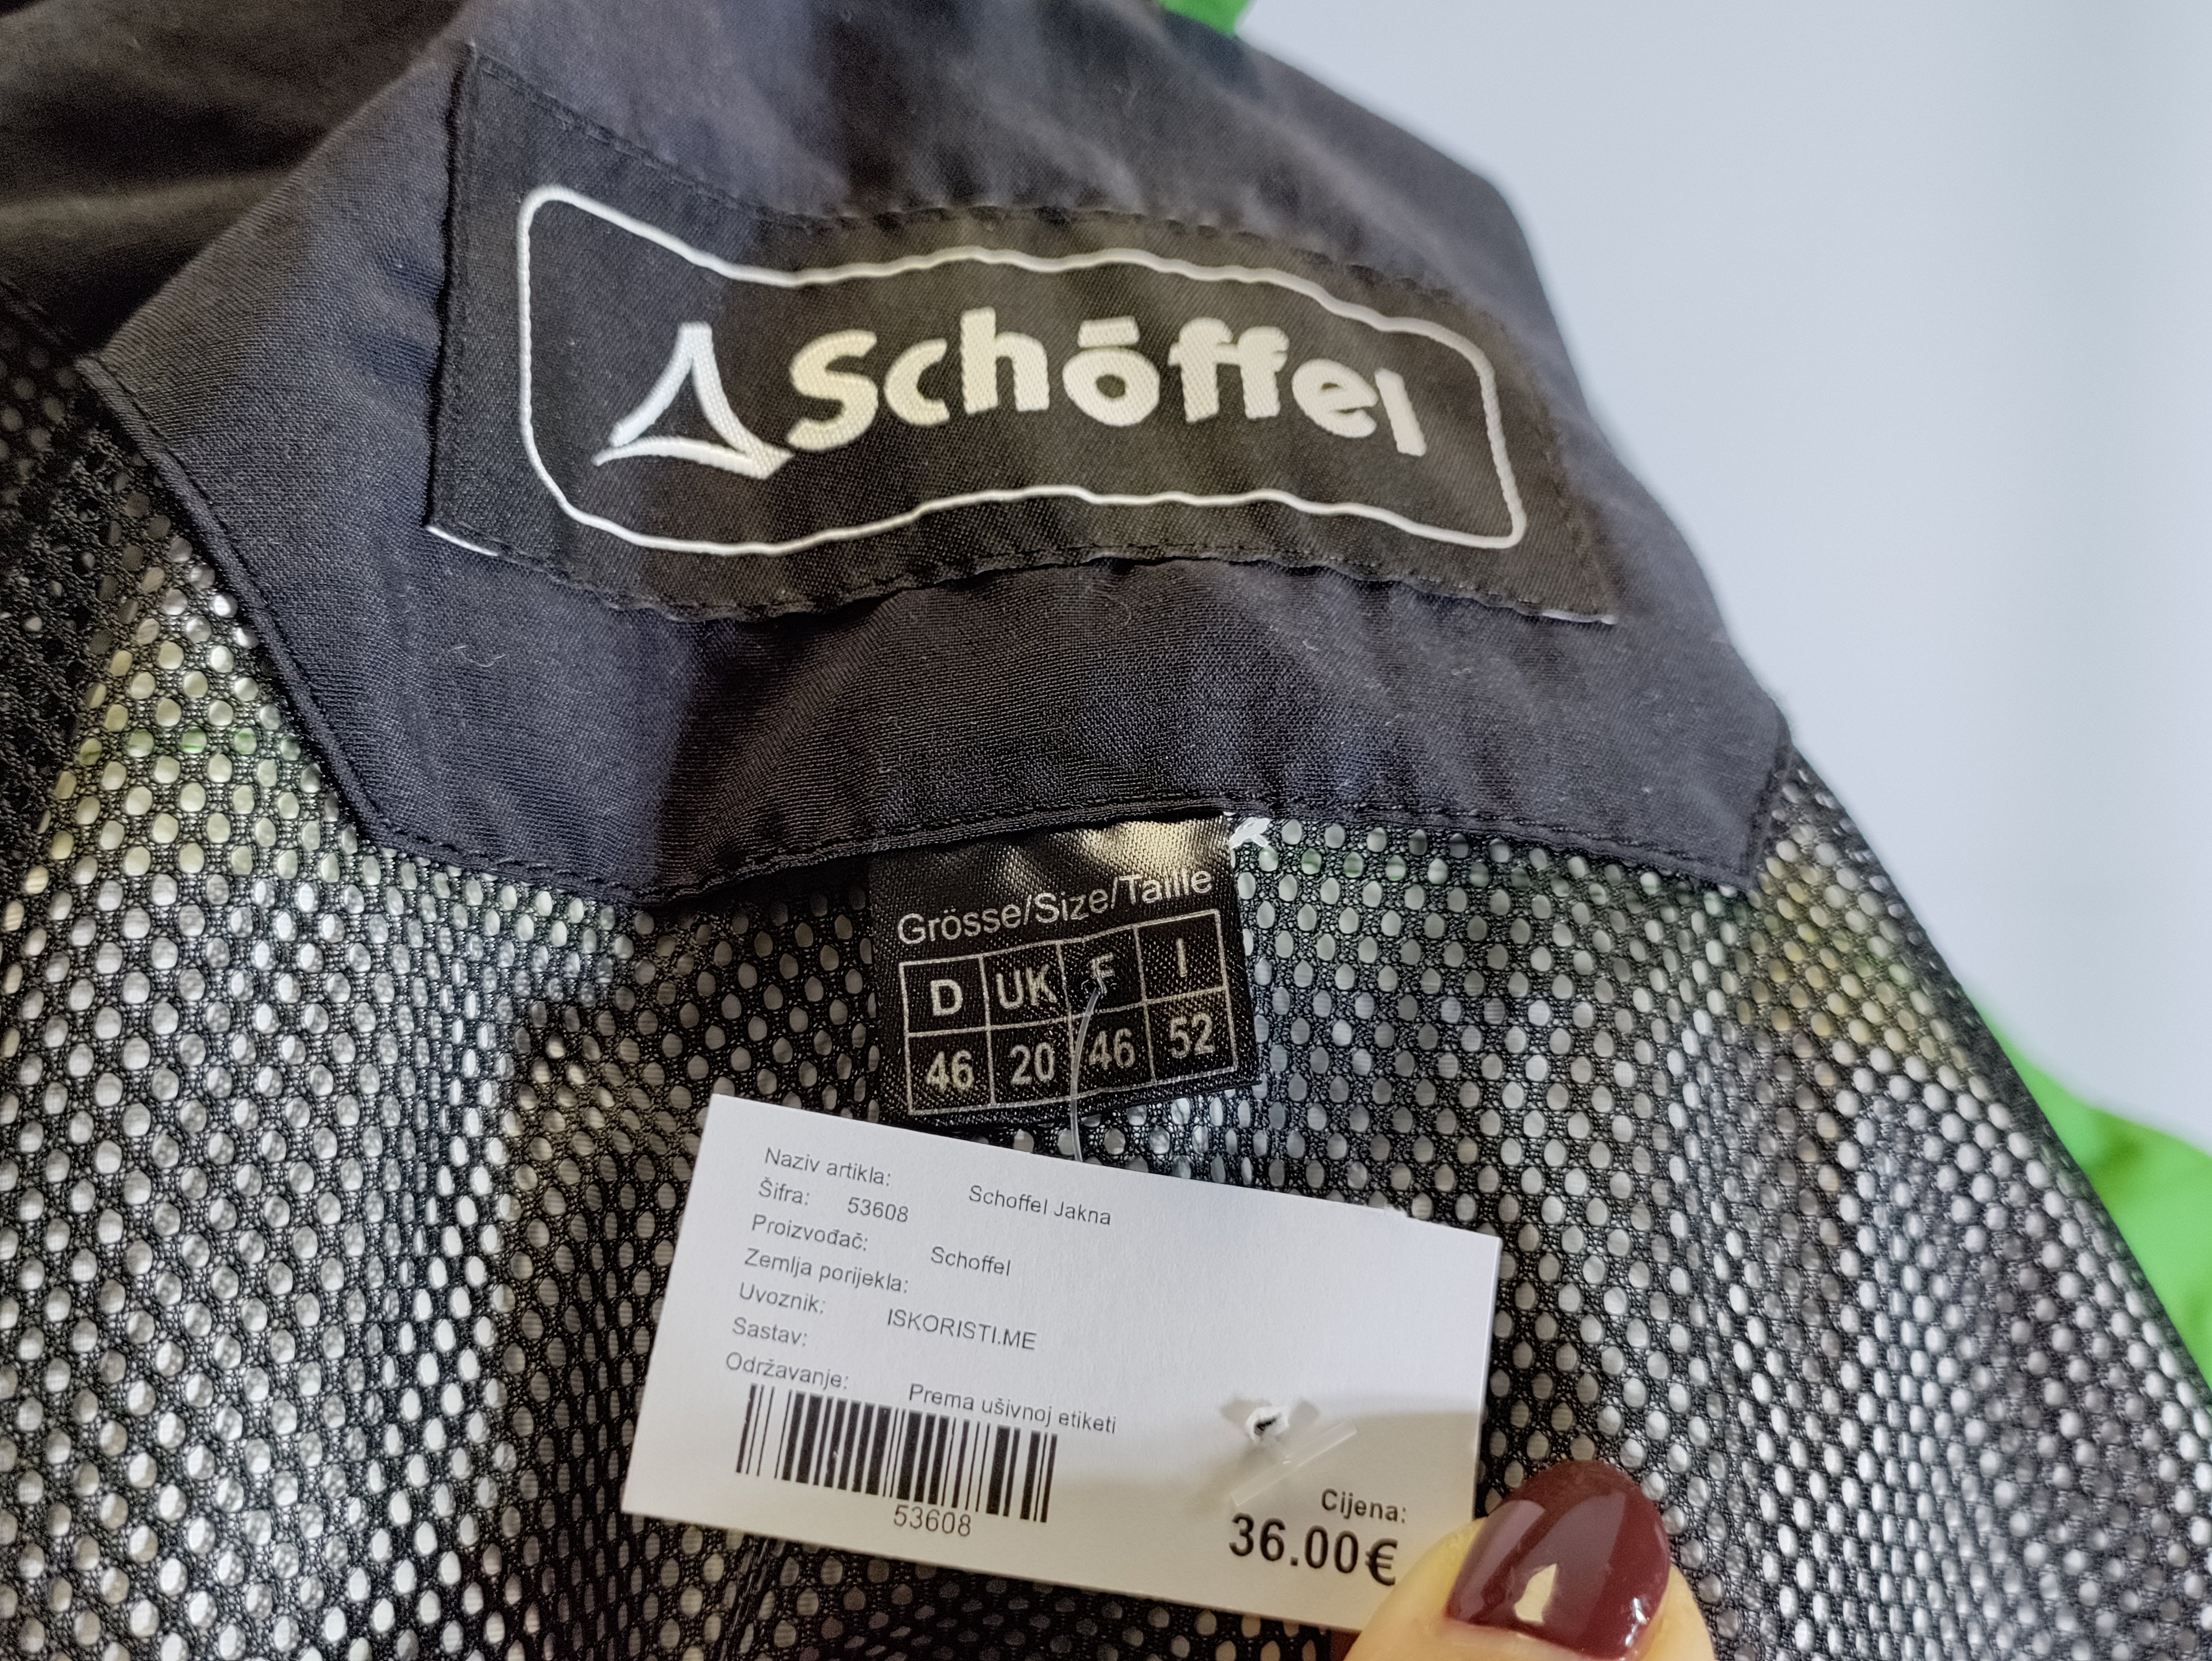 Schöffel
Grösse/Size/Taille
D UK F I
46 20 46 52
Naziv artikla: Schoffel Jakna
Šifra: 53608
Proizvođač: Schoffel
Zemlja porijekla:
Uvoznik: ISKORISTI.ME
Sastav:
Održavanje: Prema ušivnoj etiketi
53608
Cijena:
36.00€